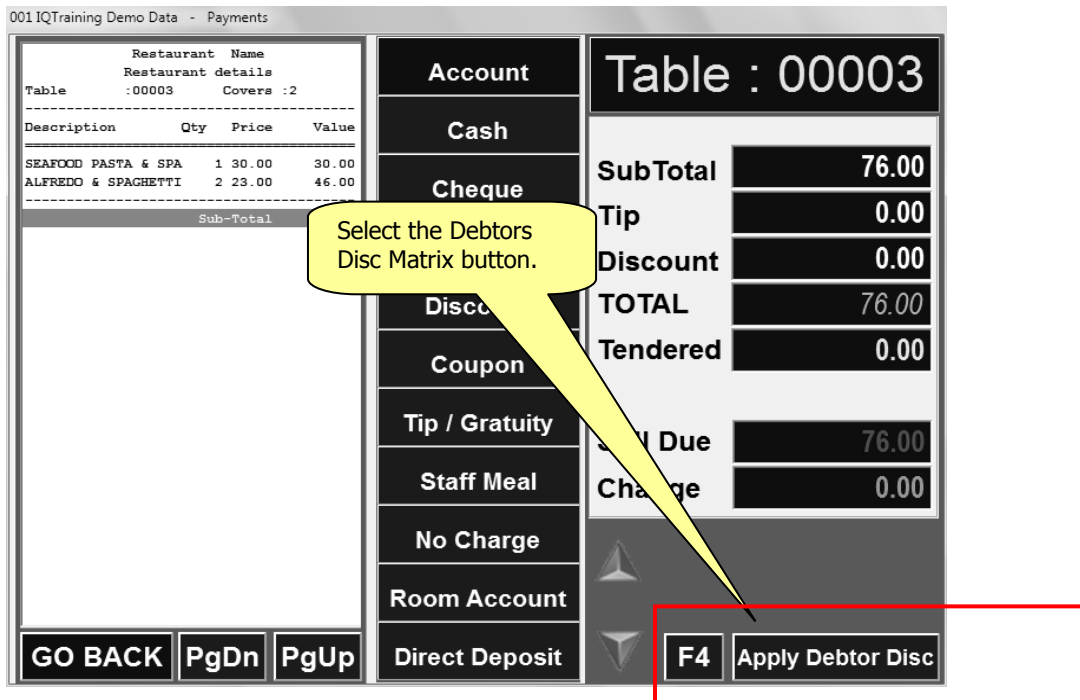 001 IQTraining Demo Data - Payments
Restaurant Name
Restaurant details
Table :00003 Covers :2
Description Qty Price Value
SEAFOOD PASTA & SPA 1 30.00 30.00
ALFREDO & SPAGHETTI 2 23.00 46.00
Sub-Total
GO BACK
PgDn
PgUp
Account
Cash
Cheque
Select the Debtors
Disc Matrix button.
Coupon
Tip / Gratuity
Staff Meal
No Charge
Room Account
Direct Deposit
Table : 00003
SubTotal 76.00
Tip 0.00
Discount 0.00
TOTAL 76.00
Tendered 0.00
Due 76.00
Change 0.00
F4
Apply Debtor Disc